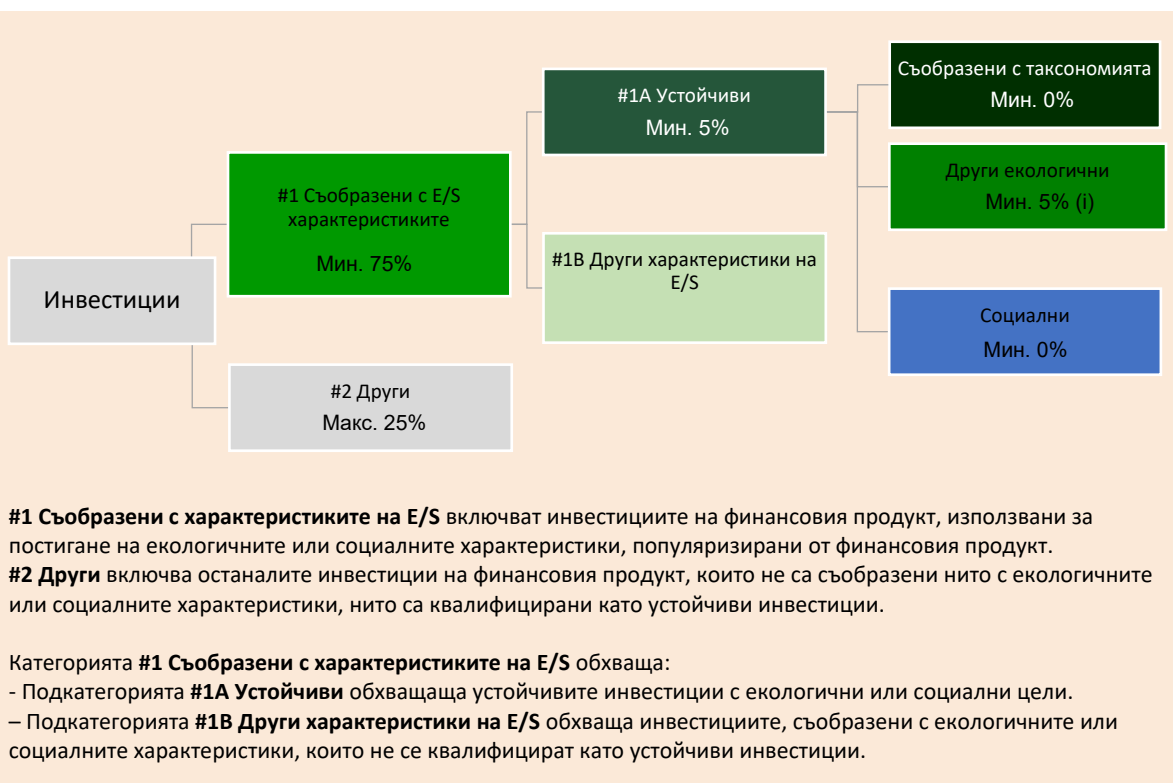 Инвестиции
#1 Съобразени с E/S
характеристиките
Мин. 75%
#2 Други
Макс. 25%
#1A Устойчиви
Мин. 5%
#1B Други характеристики на
E/S
Съобразени с таксономията
Мин. 0%
Други екологични
Мин. 5% (i)
Социални
Мин. 0%
#1 Съобразени с характеристиките на E/S включват инвестициите на финансовия продукт, използвани за
постигане на екологичните или социалните характеристики, популяризирани от финансовия продукт.
#2 Други включва останалите инвестиции на финансовия продукт, които не са съобразени нито с екологичните
или социалните характеристики, нито са квалифицирани като устойчиви инвестиции.
Категорията #1 Съобразени с характеристиките на E/S обхваща:
- Подкатегорията #1A Устойчиви обхващаща устойчивите инвестиции с екологични или социални цели.
– Подкатегорията #1B Други характеристики на E/S обхваща инвестициите, съобразени с екологичните или
социалните характеристики, които не се квалифицират като устойчиви инвестиции.